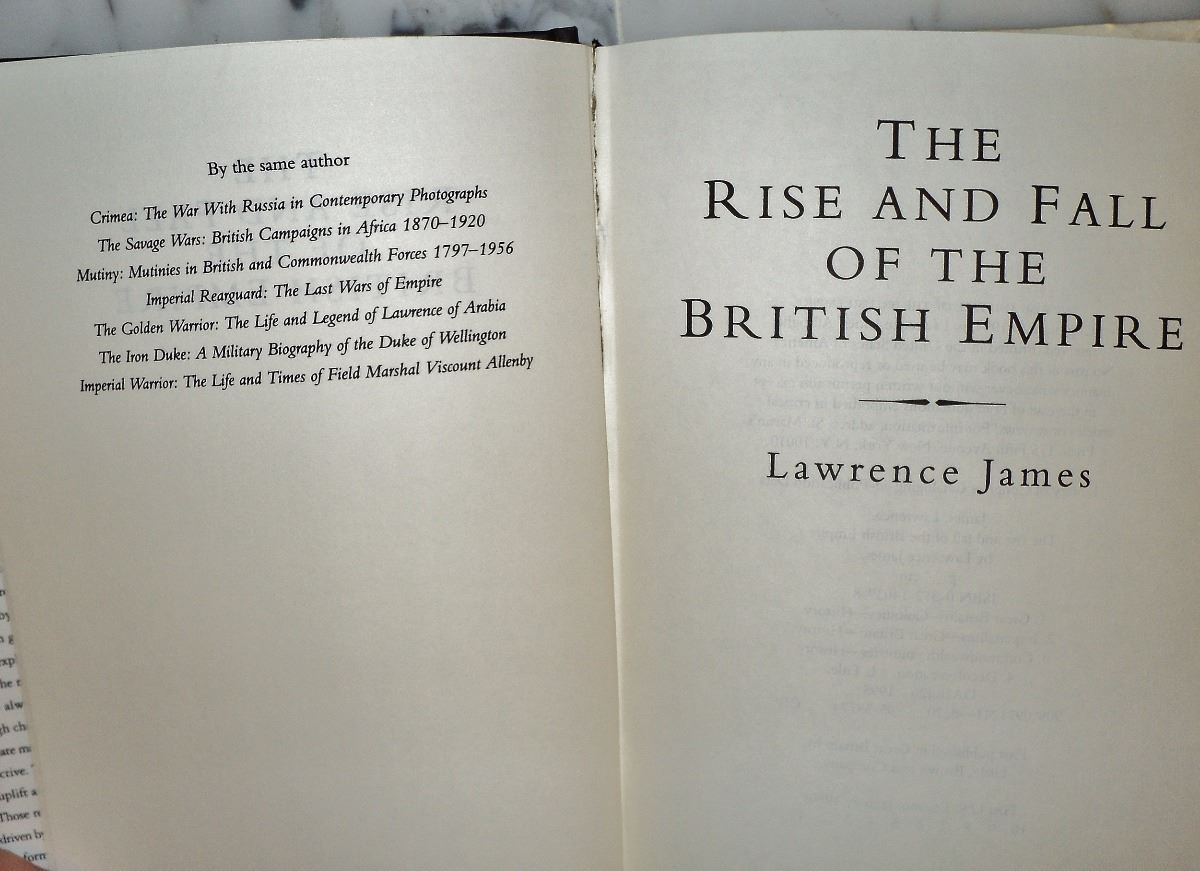 By the same author
Crimea: The War With Russia in Contemporary Photographs
The Savage Wars: British Campaigns in Africa 1870–1920
Mutiny: Mutinies in British and Commonwealth Forces 1797–1956
Imperial Rearguard: The Last Wars of Empire
The Golden Warrior: The Life and Legend of Lawrence of Arabia
The Iron Duke: A Military Biography of the Duke of Wellington
Imperial Warrior: The Life and Times of Field Marshal Viscount Allenby
THE
RISE AND FALL
OF THE
BRITISH EMPIRE
Lawrence James
uplift a
Those
driven